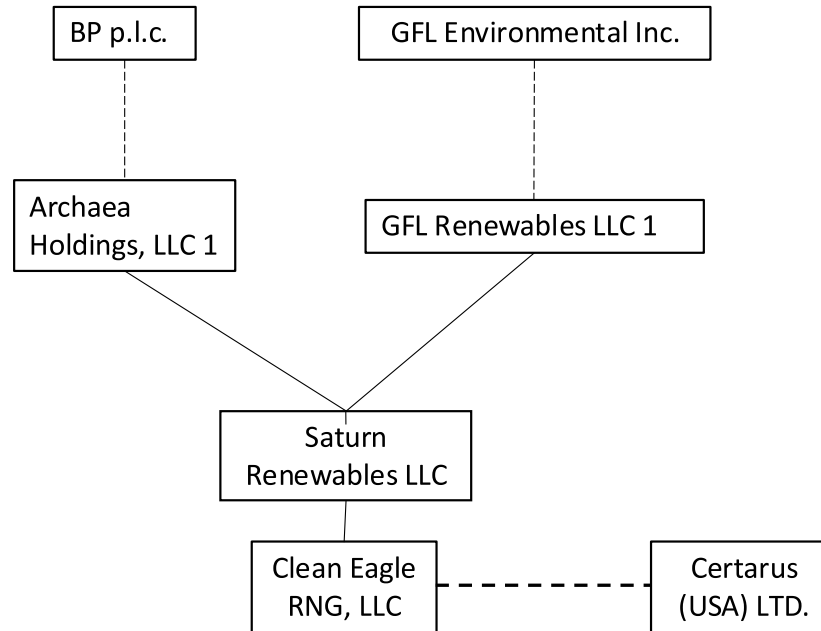 BP p.l.c.
GFL Environmental Inc.
Archaea
Holdings, LLC 1
GFL Renewables LLC 1
Saturn
Renewables LLC
Clean Eagle
RNG, LLC
Certarus
(USA) LTD.